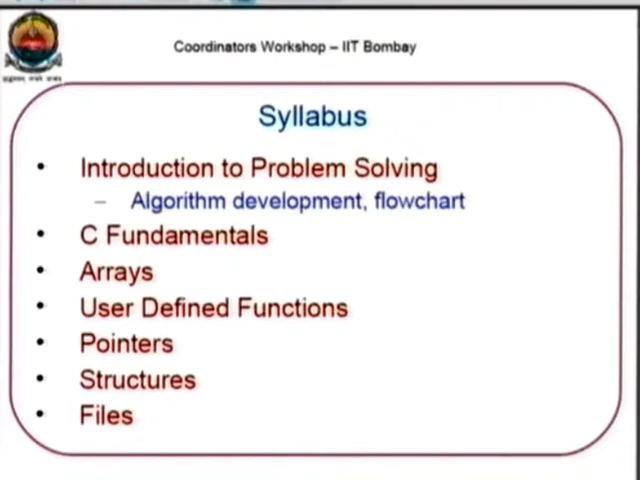 Coordinators Workshop – IIT Bombay
Syllabus
• Introduction to Problem Solving
– Algorithm development, flowchart
• C Fundamentals
• Arrays
• User Defined Functions
• Pointers
• Structures
• Files